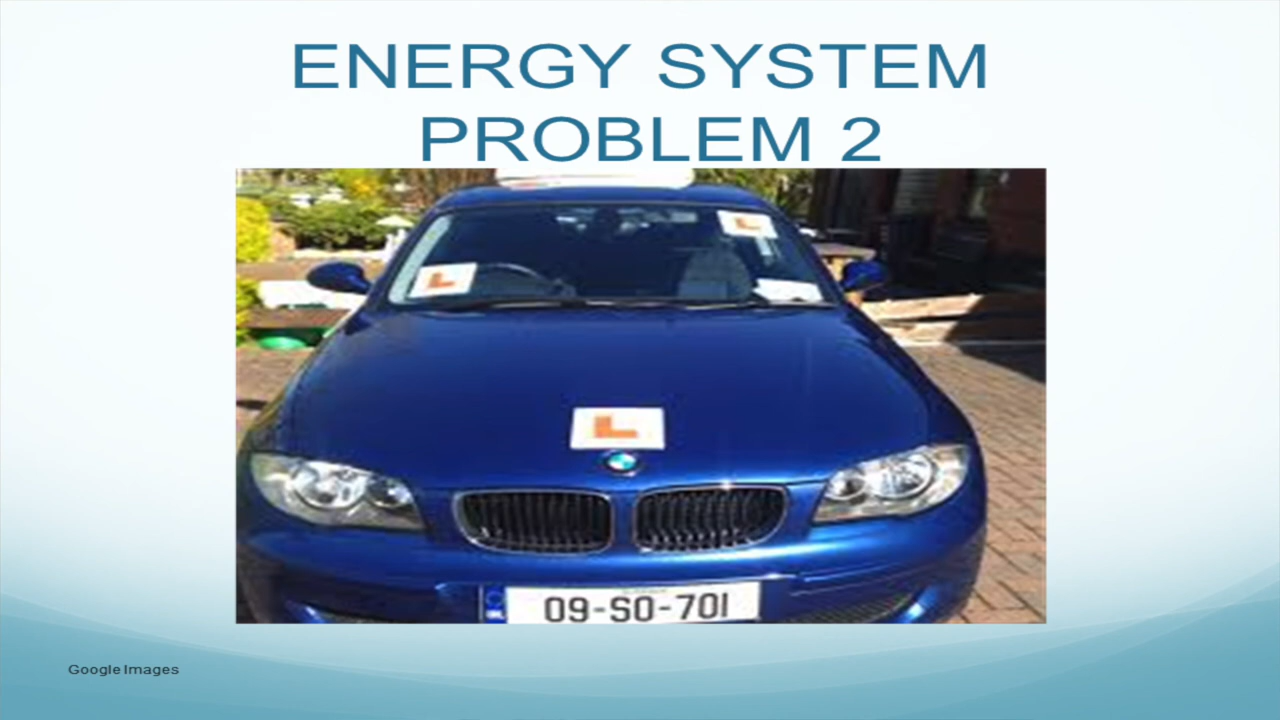 ENERGY SYSTEM
PROBLEM 2
L
L
L
09-SO-701
Google Images